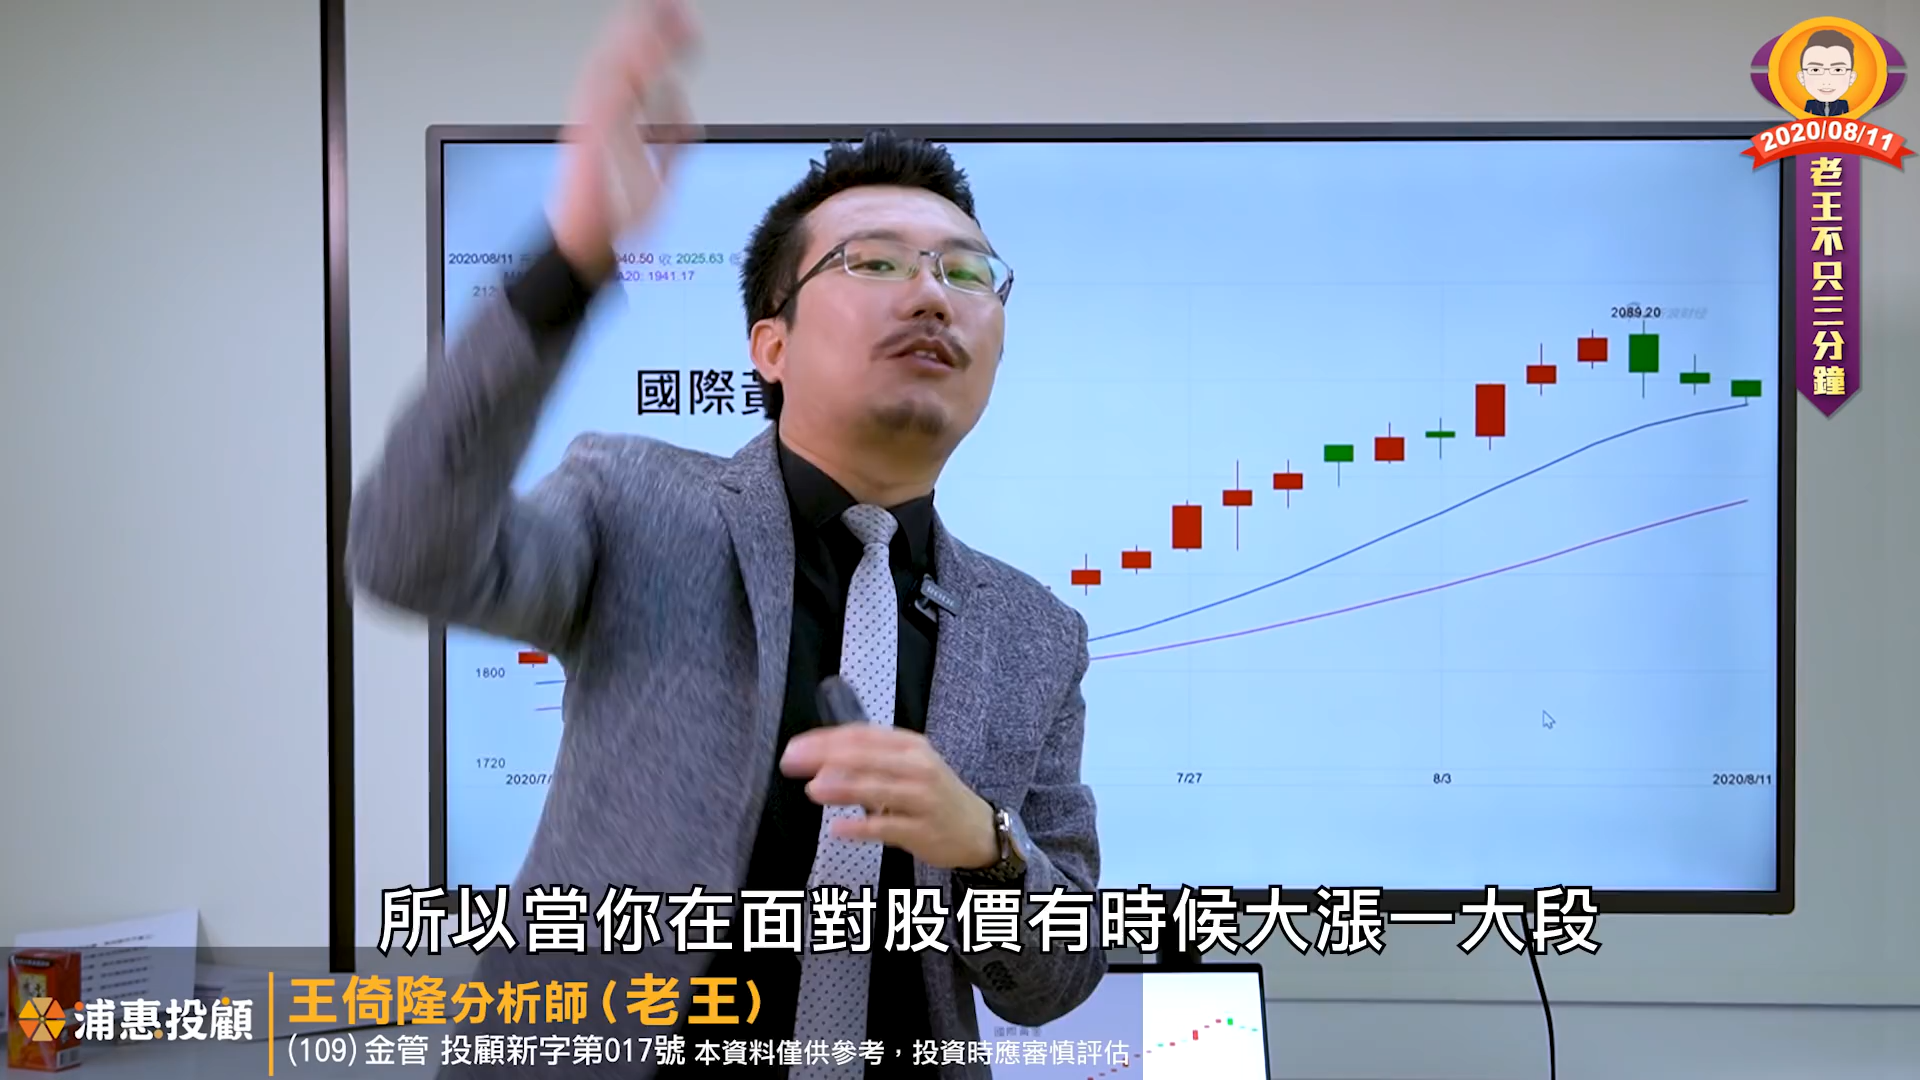 2020/08/11
老王不只三分鐘
2020/08/11
040.50 收 2025.63 低
A20: 1941.17
212
2089.20
國際黃
1800
1720
2020/7/
7/27
8/3
2020/8/11
所以當你在面對股價有時候大漲一大段
浦惠投顧
王倚隆分析師(老王)
(109)金管 投顧新字第017號 本資料僅供參考,投資時應審慎評估